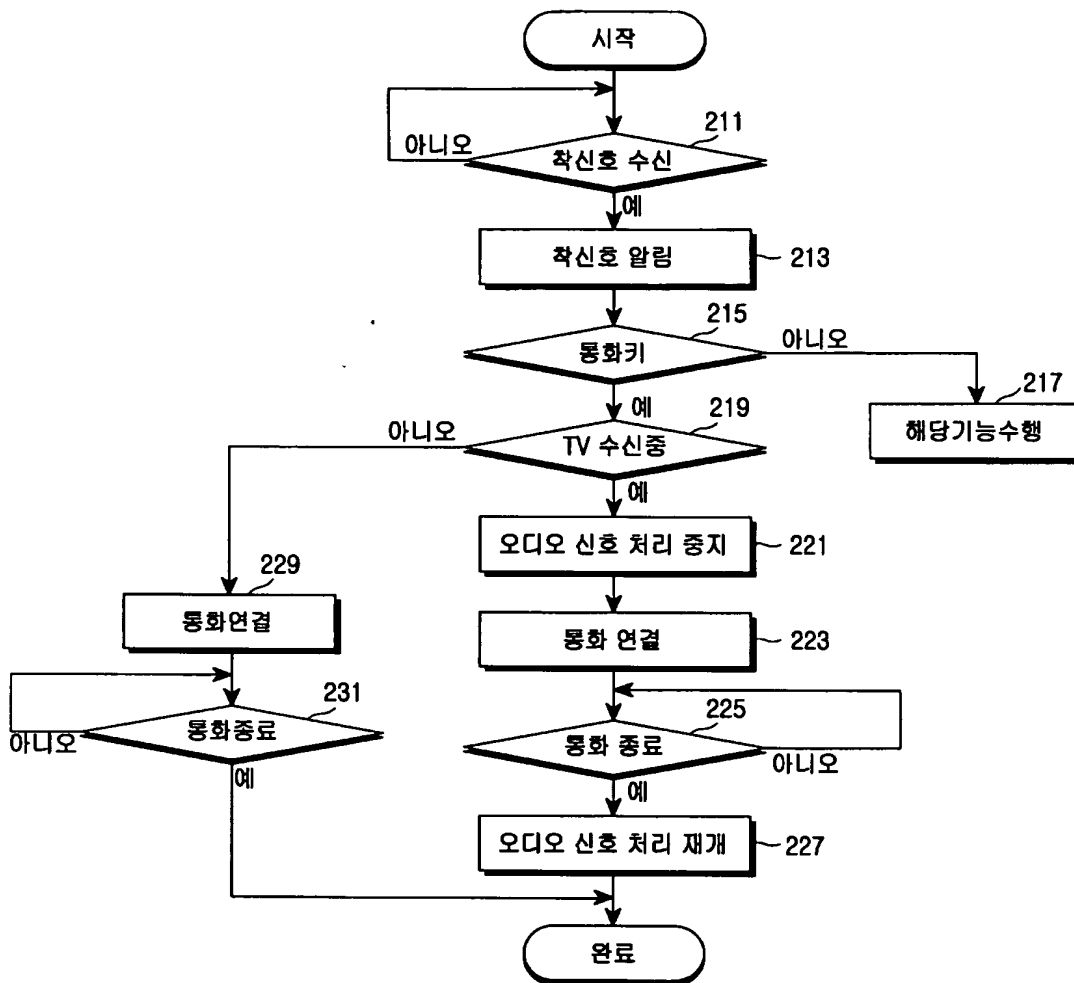 시작
211
아니오
착신호 수신
예
착신호 알림
213
215
통화키
아니오
217
해당기능수행
예
219
아니오
TV 수신중
예
오디오 신호 처리 중지
221
229
통화연결
통화 연결
223
231
통화종료
아니오
예
225
통화 종료
아니오
예
오디오 신호 처리 재개
227
완료